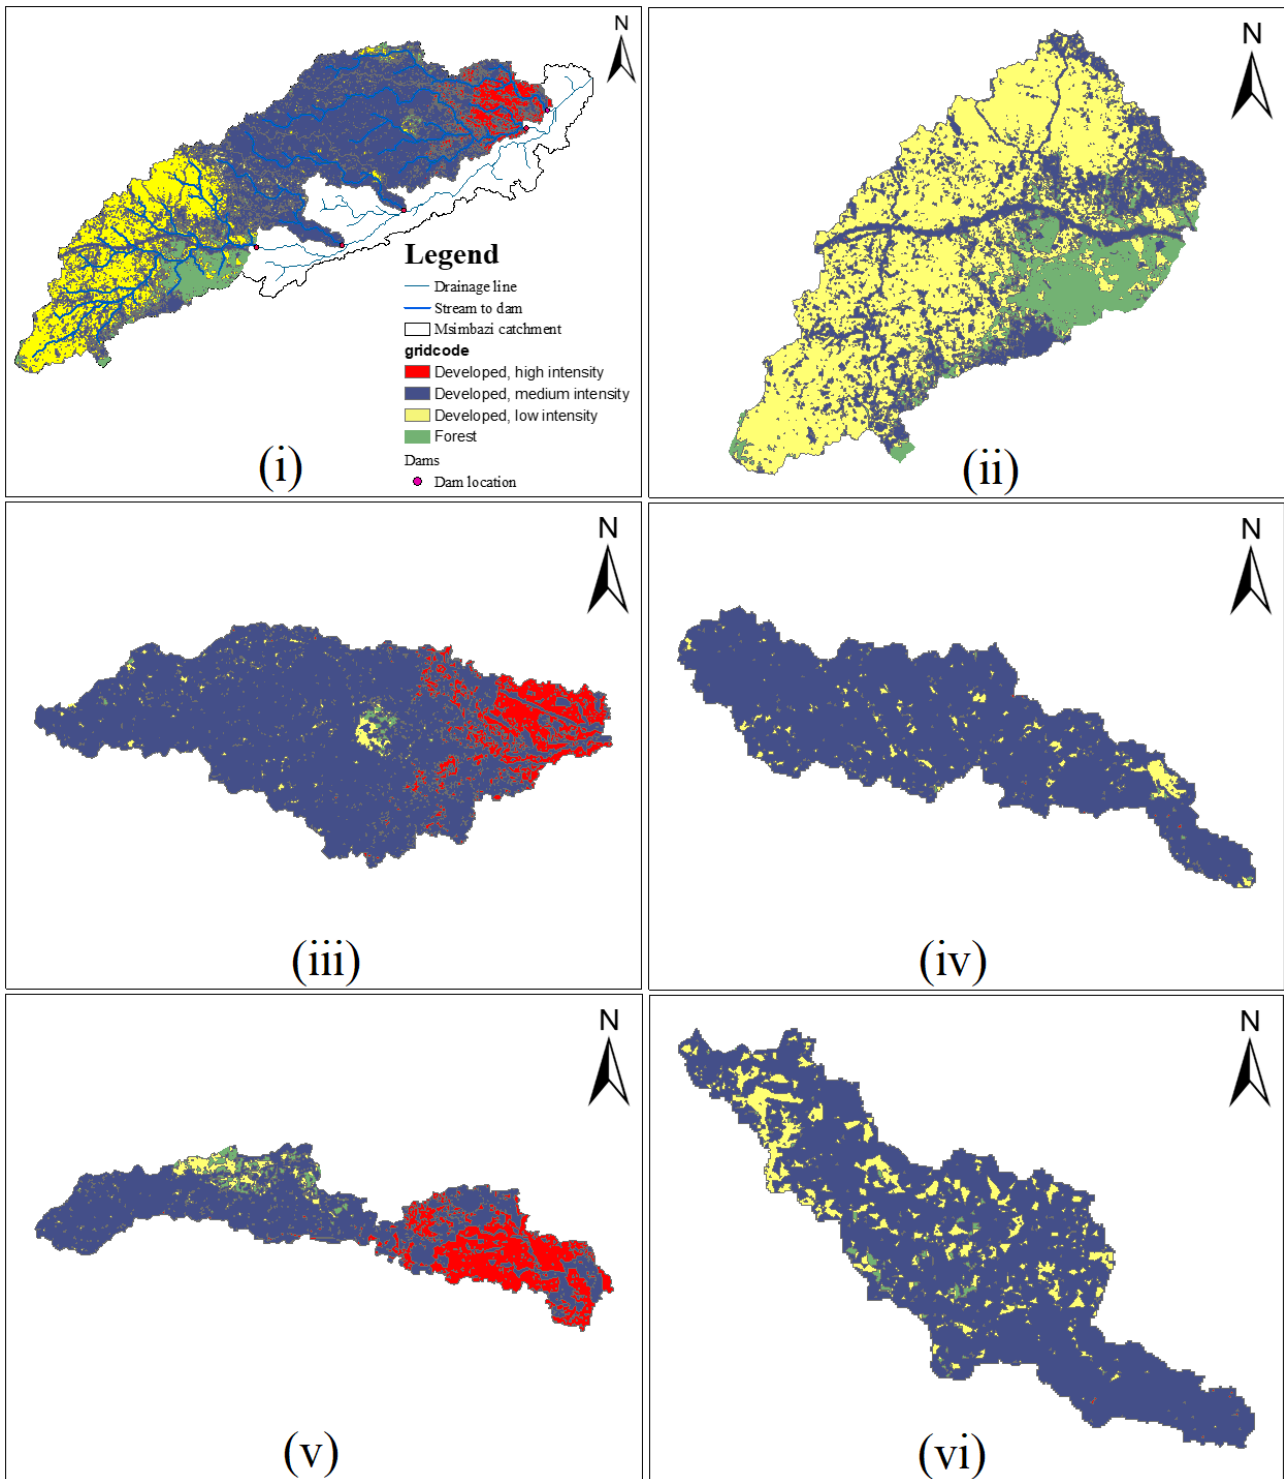 N
Legend
Drainage line
Stream to dam
Msimbazi catchment
gridcode
Developed, high intensity
Developed, medium intensity
Developed, low intensity
Forest
Dams
Dam location
(i)
N
(ii)
N
(iii)
N
(iv)
N
(v)
N
(vi)